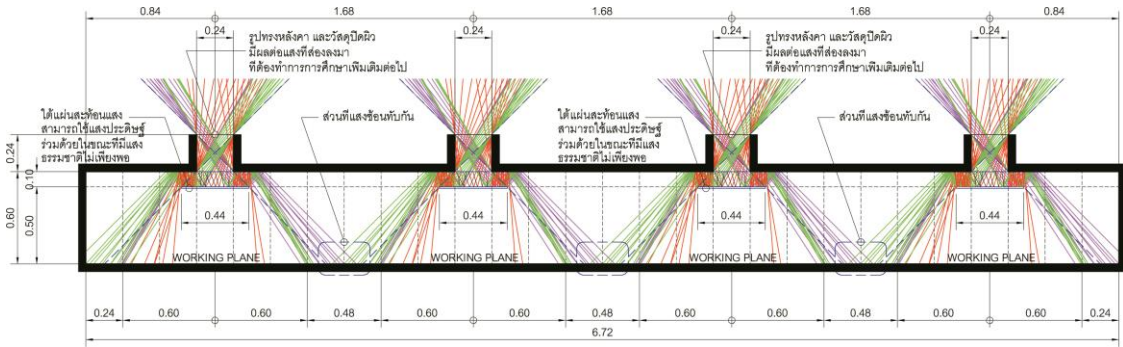 0.84 1.68 1.68 1.68 0.84
0.24 0.24 0.24 0.24
รูปทรงหลังคา และวัสดุปิดผิว
มีผลต่อแสงที่ส่องลงมา
ที่ต้องทำการการศึกษาเพิ่มเติมต่อไป
รูปทรงหลังคา และวัสดุปิดผิว
มีผลต่อแสงที่ส่องลงมา
ที่ต้องทำการการศึกษาเพิ่มเติมต่อไป
ใต้แผ่นสะท้อนแสง
สามารถใช้แสงประดิษฐ์
ร่วมด้วยในขณะที่มีแสง
ธรรมชาติไม่เพียงพอ
ส่วนที่แสงซ้อนทับกัน
ใต้แผ่นสะท้อนแสง
สามารถใช้แสงประดิษฐ์
ร่วมด้วยในขณะที่มีแสง
ธรรมชาติไม่เพียงพอ
ส่วนที่แสงซ้อนทับกัน
0.24
0.10
0.60
0.50
0.44 0.44 0.44 0.44
WORKING PLANE WORKING PLANE WORKING PLANE WORKING PLANE
0.24 0.60 0.60 0.48 0.60 0.60 0.48 0.60 0.60 0.48 0.60 0.60 0.24
6.72